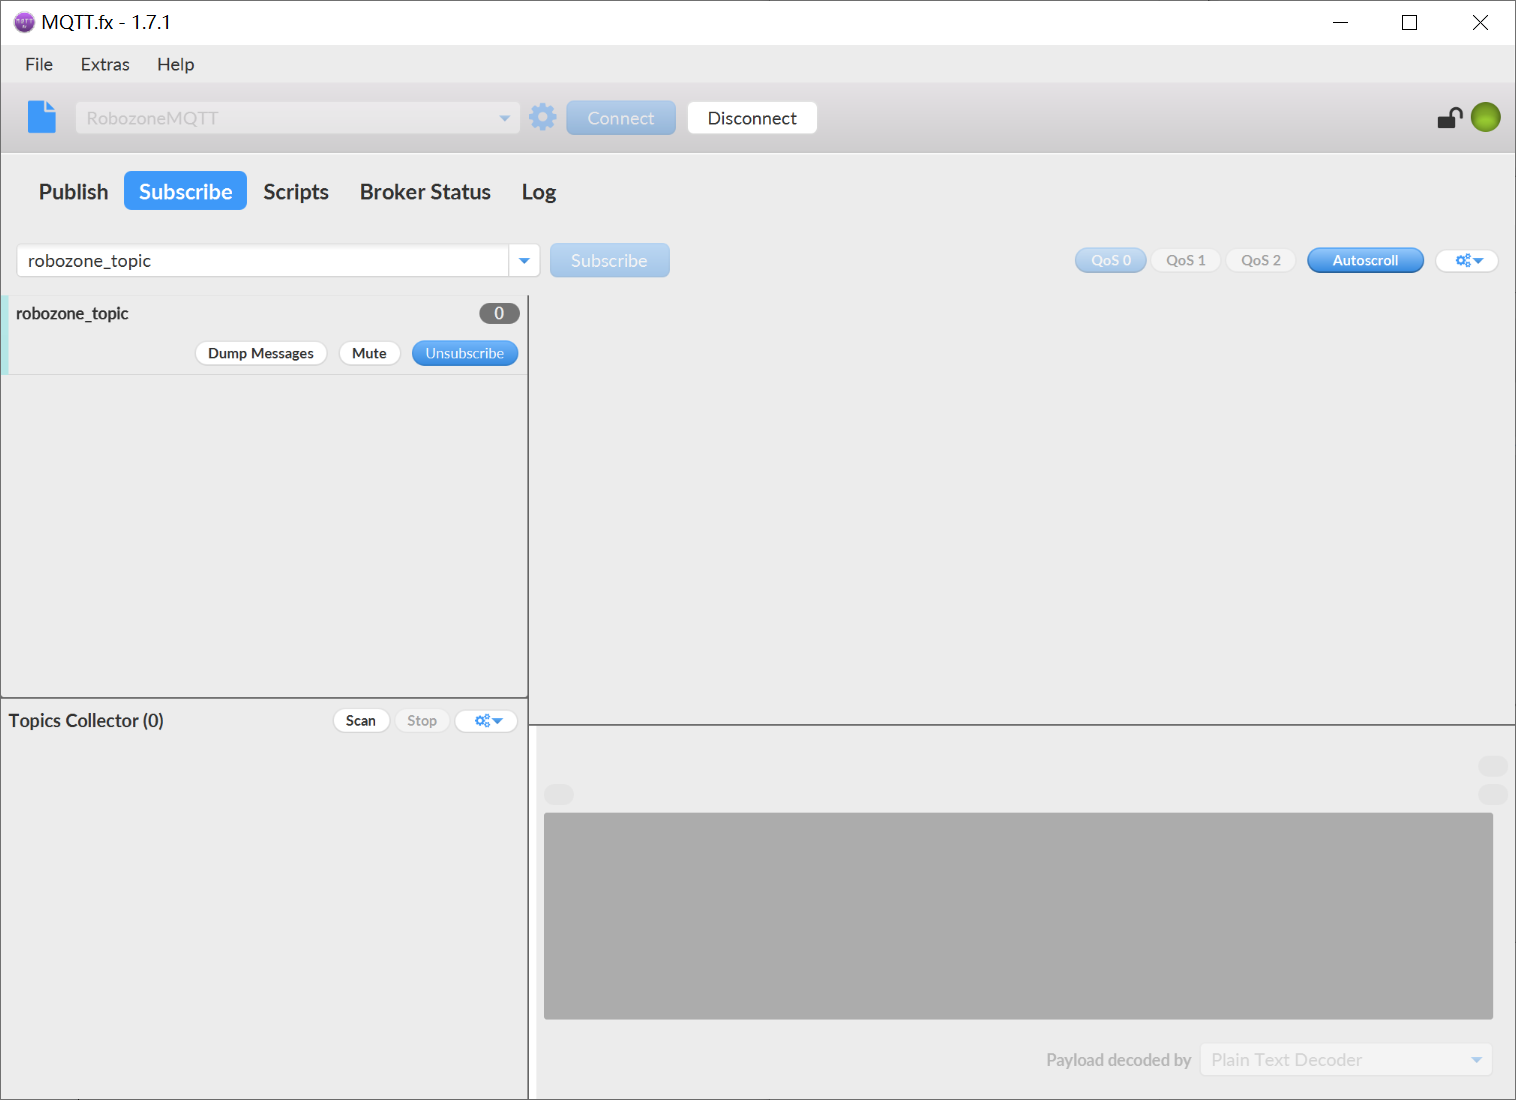 MQTT.fx - 1.7.1
File Extras Help
RobozoneMQTT Connect Disconnect
Publish Subscribe Scripts Broker Status Log
robozone_topic Subscribe QoS 0 QoS 1 QoS 2 Autoscroll
robozone_topic 0
Dump Messages Mute Unsubscribe
Topics Collector (0) Scan Stop
Payload decoded by Plain Text Decoder